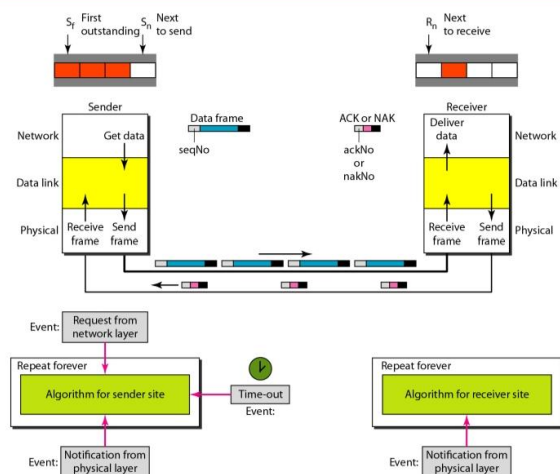 Sf First outstanding
Sn Next to send
Rn Next to receive
Sender
Receiver
Network
Get data
Data link
Physical
Receive frame
Send frame
Data frame
seqNo
ACK or NAK
ackNo
or
nakNo
Deliver data
Network
Data link
Physical
Receive frame
Send frame
Event:
Request from
network layer
Repeat forever
Algorithm for sender site
Time-out
Event:
Event:
Notification from
physical layer
Repeat forever
Algorithm for receiver site
Event:
Notification from
physical layer